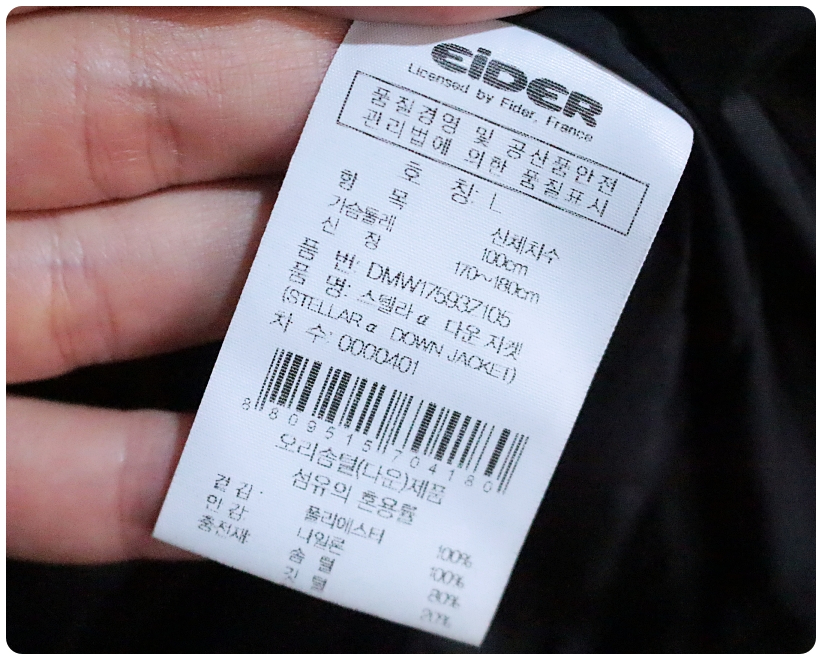 EiDER
Licensed by Eider, France
품질경영 및 공산품안전
관리법에 의한 품질표시
호 칭: L
항 목 신체치수
가슴둘레 100cm
신 장 170~180cm
품 번: DMW17593Z105
품 명: 스텔라 α 다운 자켓
(STELLAR α DOWN JACKET)
차 수: 0000401
8809515704180
오리솜털(다운)제품
섬유의 혼용률
겉감: 폴리에스터 100%
안감: 나일론 100%
충전재: 솜털 80%
깃털 20%